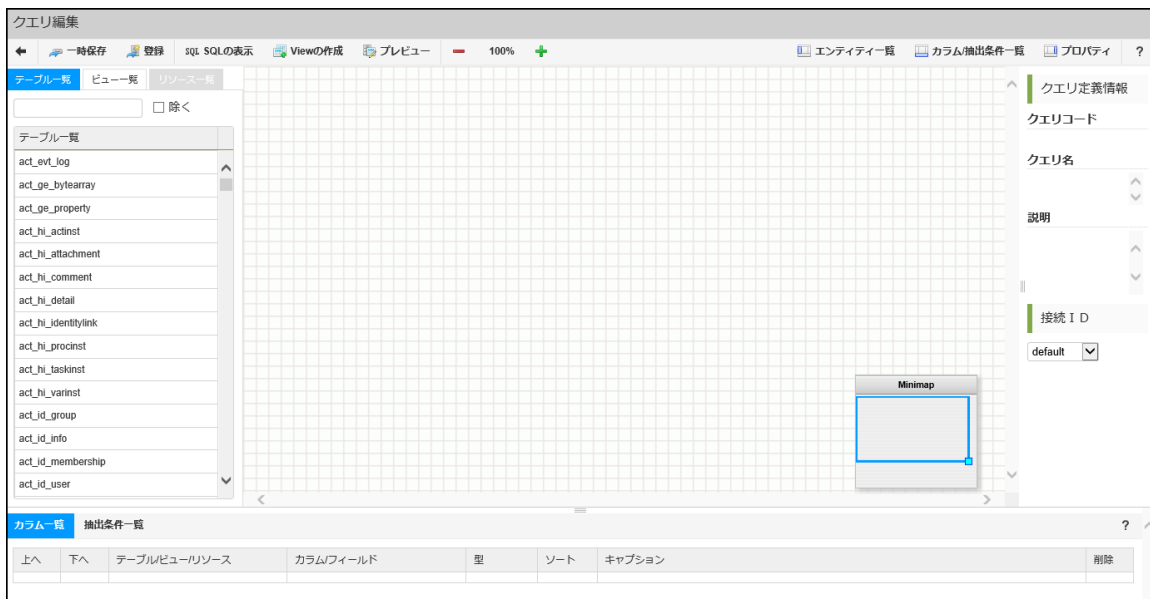 クエリ編集
一時保存 登録 SQL SQLの表示 Viewの作成 プレビュー 100% エンティティ一覧 カラム/抽出条件一覧 プロパティ ?
テーブル一覧 ビュー一覧 リソース一覧
除く
テーブル一覧
act_evt_log
act_ge_bytearray
act_ge_property
act_hi_actinst
act_hi_attachment
act_hi_comment
act_hi_detail
act_hi_identitylink
act_hi_procinst
act_hi_taskinst
act_hi_varinst
act_id_group
act_id_info
act_id_membership
act_id_user
Minimap
クエリ定義情報
クエリコード
クエリ名
説明
接続ＩＤ
default
カラム一覧 抽出条件一覧 ?
上へ 下へ テーブル/ビュー/リソース カラム/フィールド 型 ソート キャプション 削除